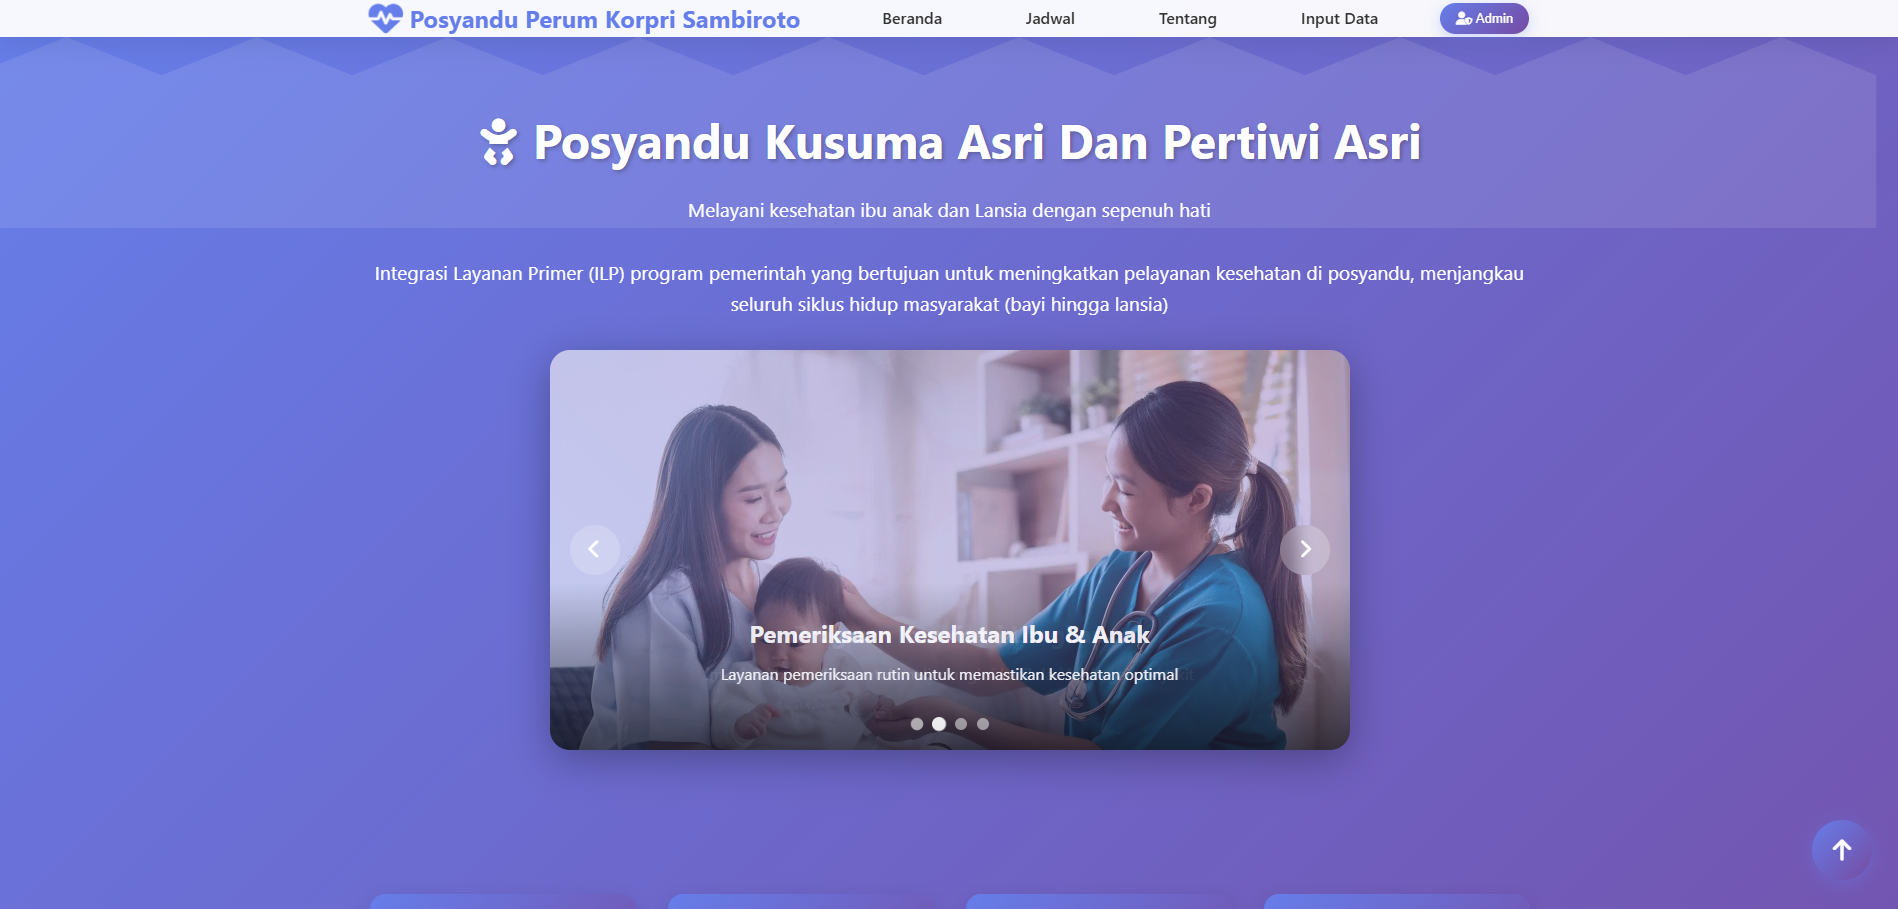 Posyandu Perum Korpri Sambiroto
Beranda
Jadwal
Tentang
Input Data
Admin
Posyandu Kusuma Asri Dan Pertiwi Asri
Melayani kesehatan ibu anak dan Lansia dengan sepenuh hati
Integrasi Layanan Primer (ILP) program pemerintah yang bertujuan untuk meningkatkan pelayanan kesehatan di posyandu, menjangkau
seluruh siklus hidup masyarakat (bayi hingga lansia)
Pemeriksaan Kesehatan Ibu & Anak
Layanan pemeriksaan rutin untuk memastikan kesehatan optimal